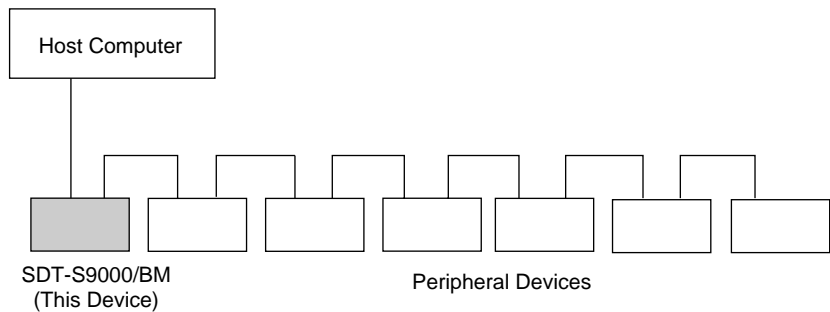 Host Computer
SDT-S9000/BM
(This Device)
Peripheral Devices